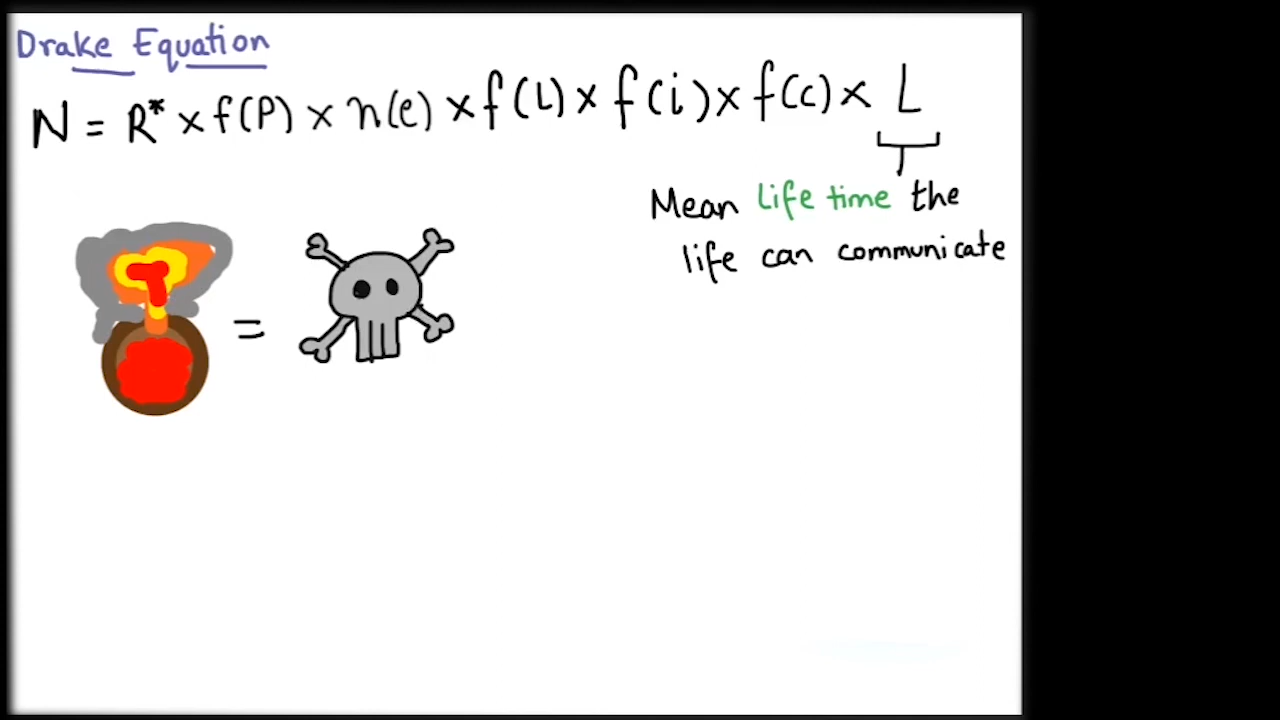 Drake Equation
N = R* × f(P) × n(e) × f(L) × f(i) × f(c) × L
Mean life time the
life can communicate
=